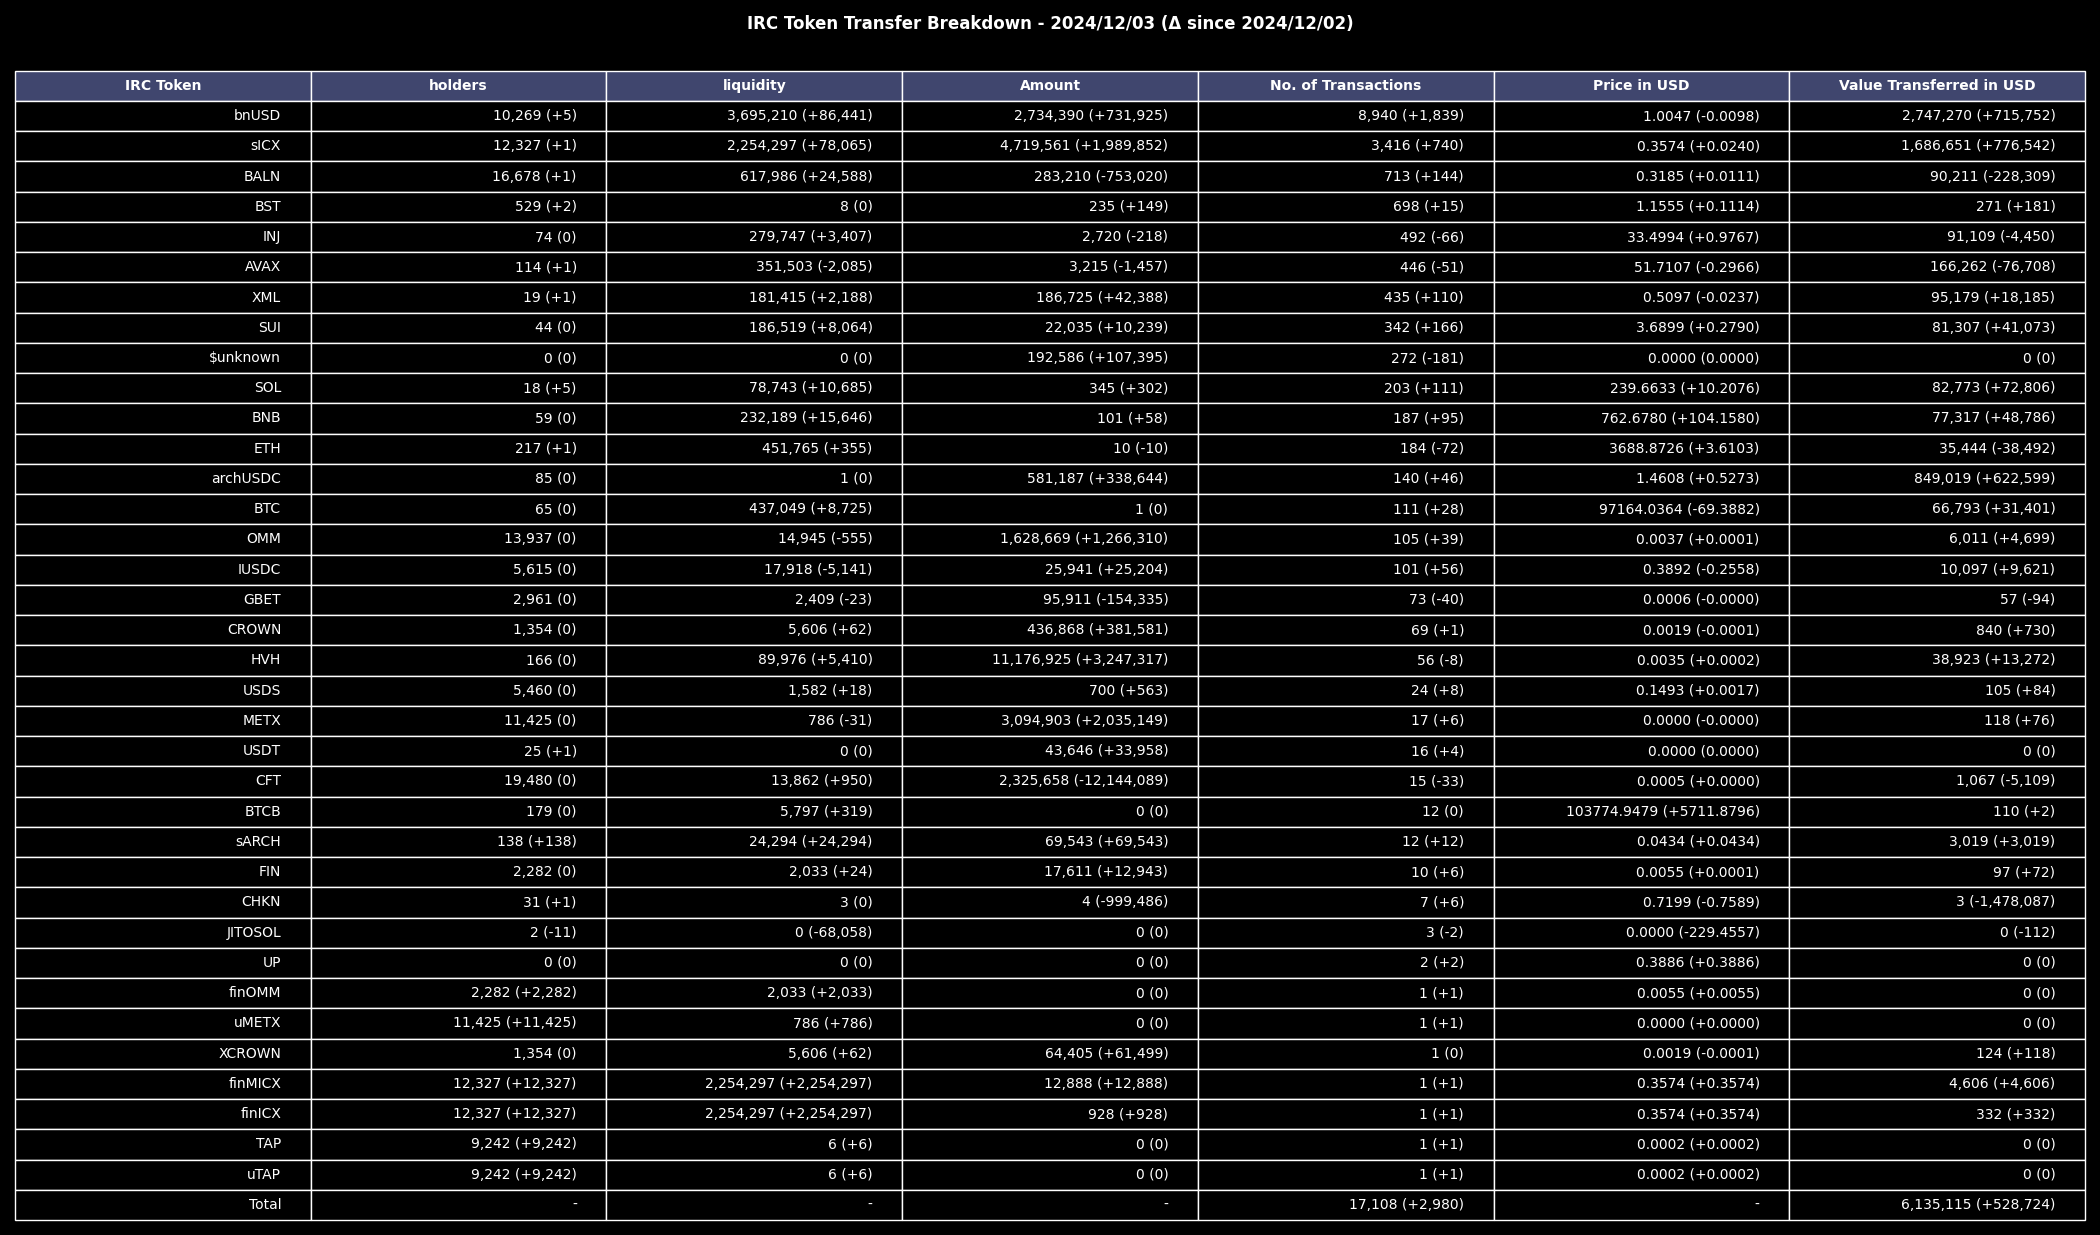 IRC Token Transfer Breakdown - 2024/12/03 (Δ since 2024/12/02)
IRC Token holders liquidity Amount No. of Transactions Price in USD Value Transferred in USD
bnUSD 10,269 (+5) 3,695,210 (+86,441) 2,734,390 (+731,925) 8,940 (+1,839) 1.0047 (-0.0098) 2,747,270 (+715,752)
sICX 12,327 (+1) 2,254,297 (+78,065) 4,719,561 (+1,989,852) 3,416 (+740) 0.3574 (+0.0240) 1,686,651 (+776,542)
BALN 16,678 (+1) 617,986 (+24,588) 283,210 (-753,020) 713 (+144) 0.3185 (+0.0111) 90,211 (-228,309)
BST 529 (+2) 8 (0) 235 (+149) 698 (+15) 1.1555 (+0.1114) 271 (+181)
INJ 74 (0) 279,747 (+3,407) 2,720 (-218) 492 (-66) 33.4994 (+0.9767) 91,109 (-4,450)
AVAX 114 (+1) 351,503 (-2,085) 3,215 (-1,457) 446 (-51) 51.7107 (-0.2966) 166,262 (-76,708)
XML 19 (+1) 181,415 (+2,188) 186,725 (+42,388) 435 (+110) 0.5097 (-0.0237) 95,179 (+18,185)
SUI 44 (0) 186,519 (+8,064) 22,035 (+10,239) 342 (+166) 3.6899 (+0.2790) 81,307 (+41,073)
$unknown 0 (0) 0 (0) 192,586 (+107,395) 272 (-181) 0.0000 (0.0000) 0 (0)
SOL 18 (+5) 78,743 (+10,685) 345 (+302) 203 (+111) 239.6633 (+10.2076) 82,773 (+72,806)
BNB 59 (0) 232,189 (+15,646) 101 (+58) 187 (+95) 762.6780 (+104.1580) 77,317 (+48,786)
ETH 217 (+1) 451,765 (+355) 10 (-10) 184 (-72) 3688.8726 (+3.6103) 35,444 (-38,492)
archUSDC 85 (0) 1 (0) 581,187 (+338,644) 140 (+46) 1.4608 (+0.5273) 849,019 (+622,599)
BTC 65 (0) 437,049 (+8,725) 1 (0) 111 (+28) 97164.0364 (-69.3882) 66,793 (+31,401)
OMM 13,937 (0) 14,945 (-555) 1,628,669 (+1,266,310) 105 (+39) 0.0037 (+0.0001) 6,011 (+4,699)
IUSDC 5,615 (0) 17,918 (-5,141) 25,941 (+25,204) 101 (+56) 0.3892 (-0.2558) 10,097 (+9,621)
GBET 2,961 (0) 2,409 (-23) 95,911 (-154,335) 73 (-40) 0.0006 (-0.0000) 57 (-94)
CROWN 1,354 (0) 5,606 (+62) 436,868 (+381,581) 69 (+1) 0.0019 (-0.0001) 840 (+730)
HVH 166 (0) 89,976 (+5,410) 11,176,925 (+3,247,317) 56 (-8) 0.0035 (+0.0002) 38,923 (+13,272)
USDS 5,460 (0) 1,582 (+18) 700 (+563) 24 (+8) 0.1493 (+0.0017) 105 (+84)
METX 11,425 (0) 786 (-31) 3,094,903 (+2,035,149) 17 (+6) 0.0000 (-0.0000) 118 (+76)
USDT 25 (+1) 0 (0) 43,646 (+33,958) 16 (+4) 0.0000 (0.0000) 0 (0)
CFT 19,480 (0) 13,862 (+950) 2,325,658 (-12,144,089) 15 (-33) 0.0005 (+0.0000) 1,067 (-5,109)
BTCB 179 (0) 5,797 (+319) 0 (0) 12 (0) 103774.9479 (+5711.8796) 110 (+2)
sARCH 138 (+138) 24,294 (+24,294) 69,543 (+69,543) 12 (+12) 0.0434 (+0.0434) 3,019 (+3,019)
FIN 2,282 (0) 2,033 (+24) 17,611 (+12,943) 10 (+6) 0.0055 (+0.0001) 97 (+72)
CHKN 31 (+1) 3 (0) 4 (-999,486) 7 (+6) 0.7199 (-0.7589) 3 (-1,478,087)
JITOSOL 2 (-11) 0 (-68,058) 0 (0) 3 (-2) 0.0000 (-229.4557) 0 (-112)
UP 0 (0) 0 (0) 0 (0) 2 (+2) 0.3886 (+0.3886) 0 (0)
finOMM 2,282 (+2,282) 2,033 (+2,033) 0 (0) 1 (+1) 0.0055 (+0.0055) 0 (0)
uMETX 11,425 (+11,425) 786 (+786) 0 (0) 1 (+1) 0.0000 (+0.0000) 0 (0)
XCROWN 1,354 (0) 5,606 (+62) 64,405 (+61,499) 1 (0) 0.0019 (-0.0001) 124 (+118)
finMICX 12,327 (+12,327) 2,254,297 (+2,254,297) 12,888 (+12,888) 1 (+1) 0.3574 (+0.3574) 4,606 (+4,606)
finICX 12,327 (+12,327) 2,254,297 (+2,254,297) 928 (+928) 1 (+1) 0.3574 (+0.3574) 332 (+332)
TAP 9,242 (+9,242) 6 (+6) 0 (0) 1 (+1) 0.0002 (+0.0002) 0 (0)
uTAP 9,242 (+9,242) 6 (+6) 0 (0) 1 (+1) 0.0002 (+0.0002) 0 (0)
Total - - - 17,108 (+2,980) - 6,135,115 (+528,724)